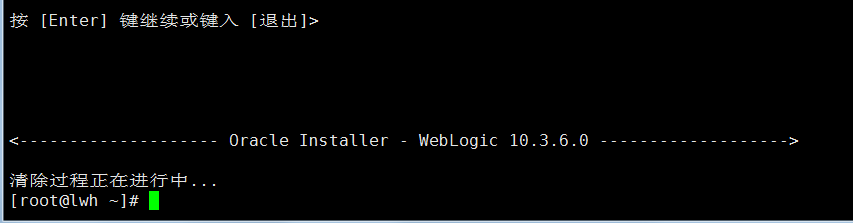 按 [Enter] 键继续或键入 [退出]>
<-------------------- Oracle Installer - WebLogic 10.3.6.0 ------------------->
清除过程正在进行中...
[root@lwh ~]#